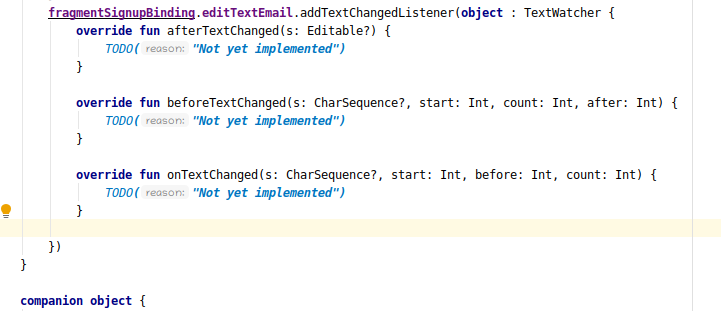 fragmentSignupBinding.editTextEmail.addTextChangedListener(object : TextWatcher {
override fun afterTextChanged(s: Editable?) {
TODO( reason: "Not yet implemented")
}
override fun beforeTextChanged(s: CharSequence?, start: Int, count: Int, after: Int) {
TODO( reason: "Not yet implemented")
}
override fun onTextChanged(s: CharSequence?, start: Int, before: Int, count: Int) {
TODO( reason: "Not yet implemented")
}
})
}
companion object {